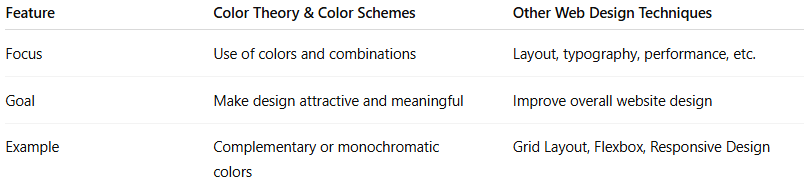 Feature Color Theory & Color Schemes Other Web Design Techniques
Focus Use of colors and combinations Layout, typography, performance, etc.
Goal Make design attractive and meaningful Improve overall website design
Example Complementary or monochromatic Grid Layout, Flexbox, Responsive Design
colors